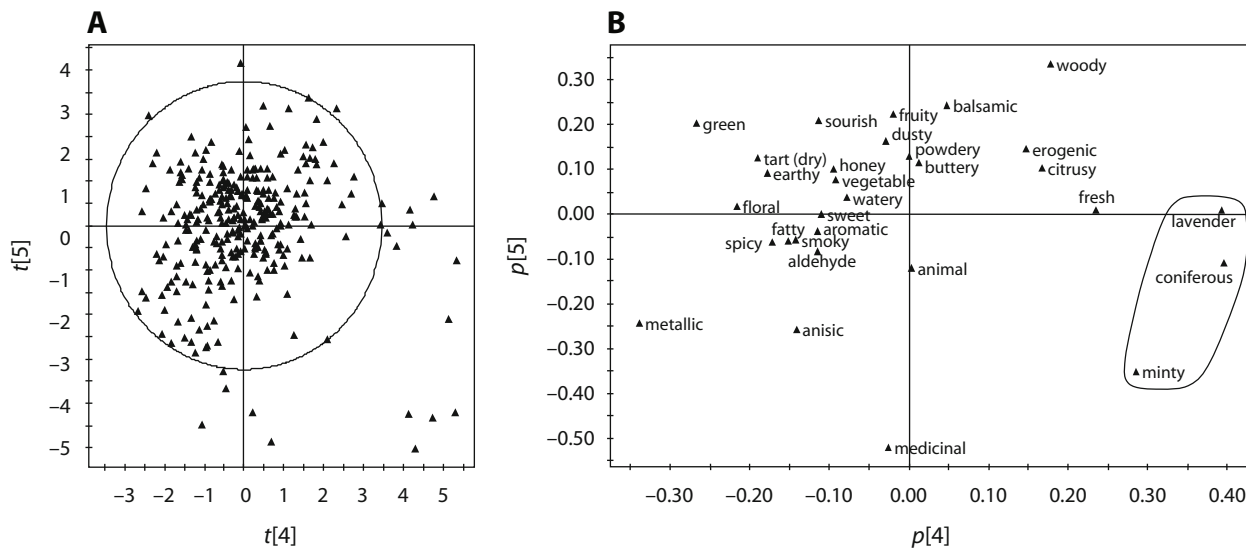 A
4
3
2
1
0
−1
−2
−3
−4
−5
t[5]
−3 −2 −1 0 1 2 3 4 5
t[4]
B
0.30
0.20
0.10
0.00
−0.10
−0.20
−0.30
−0.40
−0.50
p[5]
woody
balsamic
fruity
sourish
green
dusty
powdery
erogenic
tart (dry)
honey
buttery
citrusy
earthy
vegetable
watery
fresh
floral
sweet
lavender
fatty aromatic
spicy smoky
aldehyde
animal
coniferous
metallic
anisic
minty
medicinal
−0.30 −0.20 −0.10 0.00 0.10 0.20 0.30 0.40
p[4]